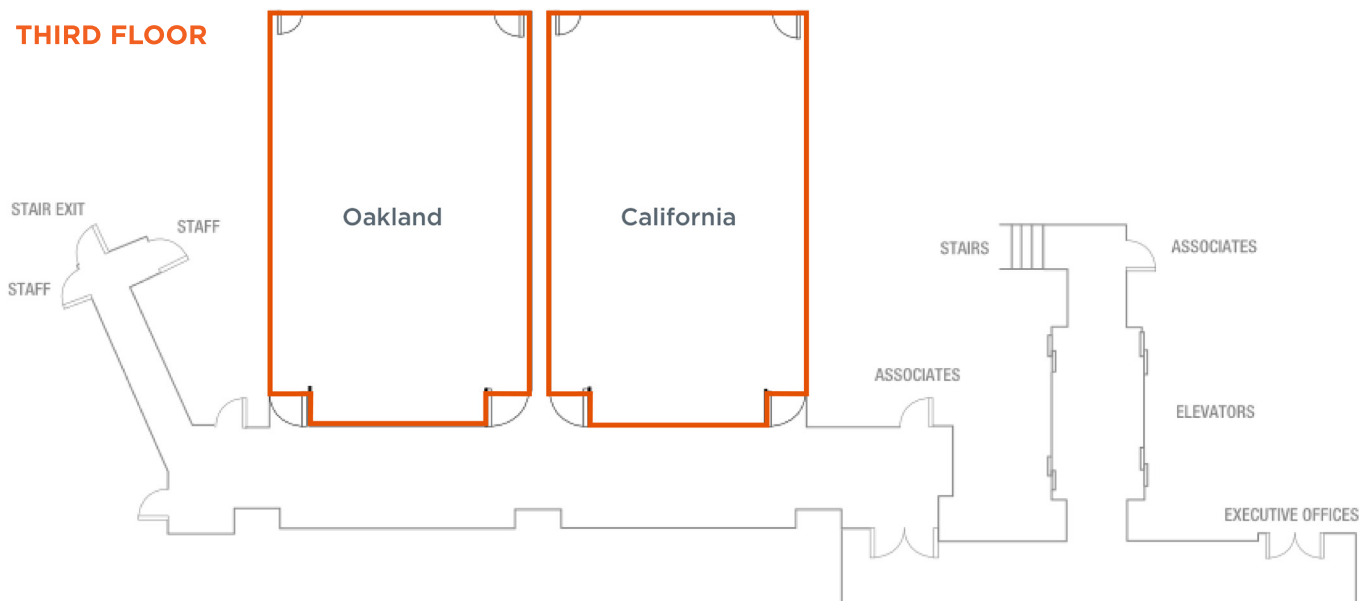 THIRD FLOOR
STAIR EXIT
STAFF
STAFF
Oakland
California
STAIRS
ASSOCIATES
ASSOCIATES
ELEVATORS
EXECUTIVE OFFICES